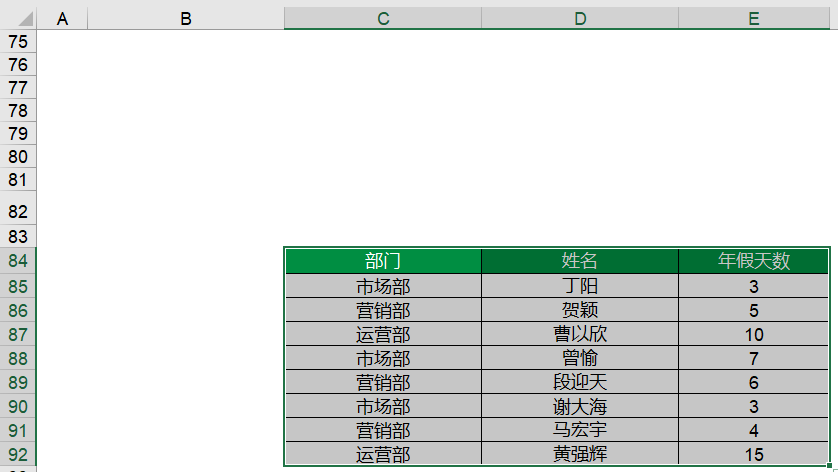 A B C D E
75
76
77
78
79
80
81
82
83
84 部门 姓名 年假天数
85 市场部 丁阳 3
86 营销部 贺颖 5
87 运营部 曹以欣 10
88 市场部 曾愉 7
89 营销部 段迎天 6
90 市场部 谢大海 3
91 营销部 马宏宇 4
92 运营部 黄强辉 15